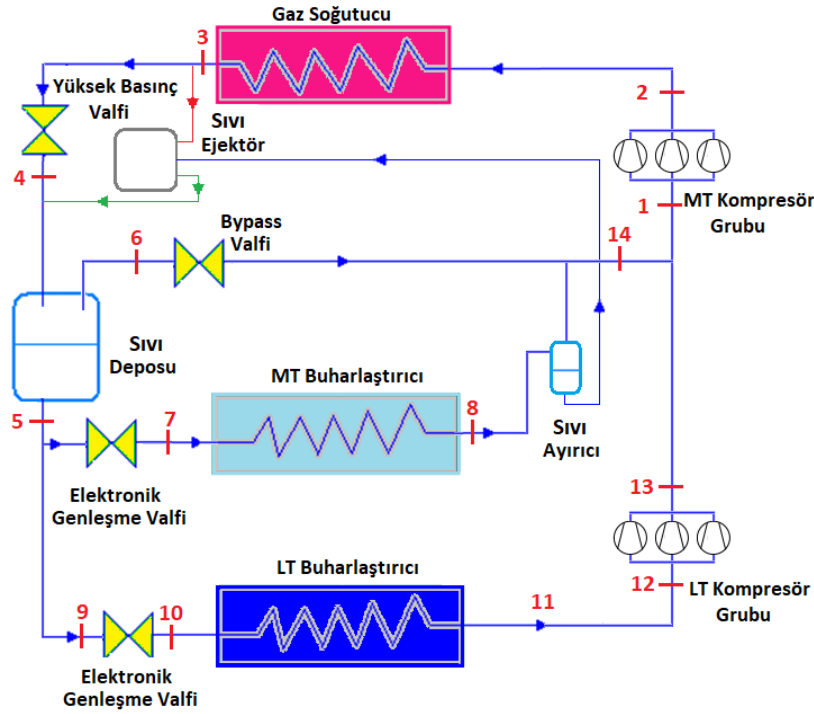 Gaz Soğutucu
3
Yüksek Basınç
Valfi
Sıvı
Ejektör
2
4
1
MT Kompresör
Grubu
6
Bypass
Valfi
14
Sıvı
Deposu
MT Buharlaştırıcı
5
7
8
Sıvı
Ayırıcı
Elektronik
Genleşme Valfi
13
LT Buharlaştırıcı
12
LT Kompresör
Grubu
9
10
11
Elektronik
Genleşme Valfi